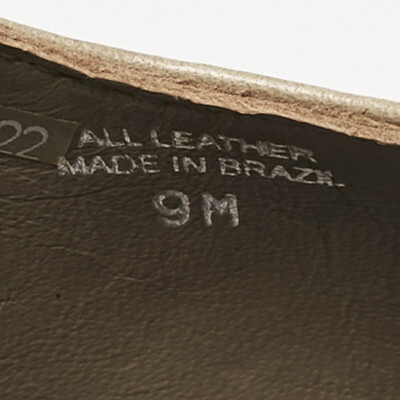 22
ALL LEATHER
MADE IN BRAZIL
9M